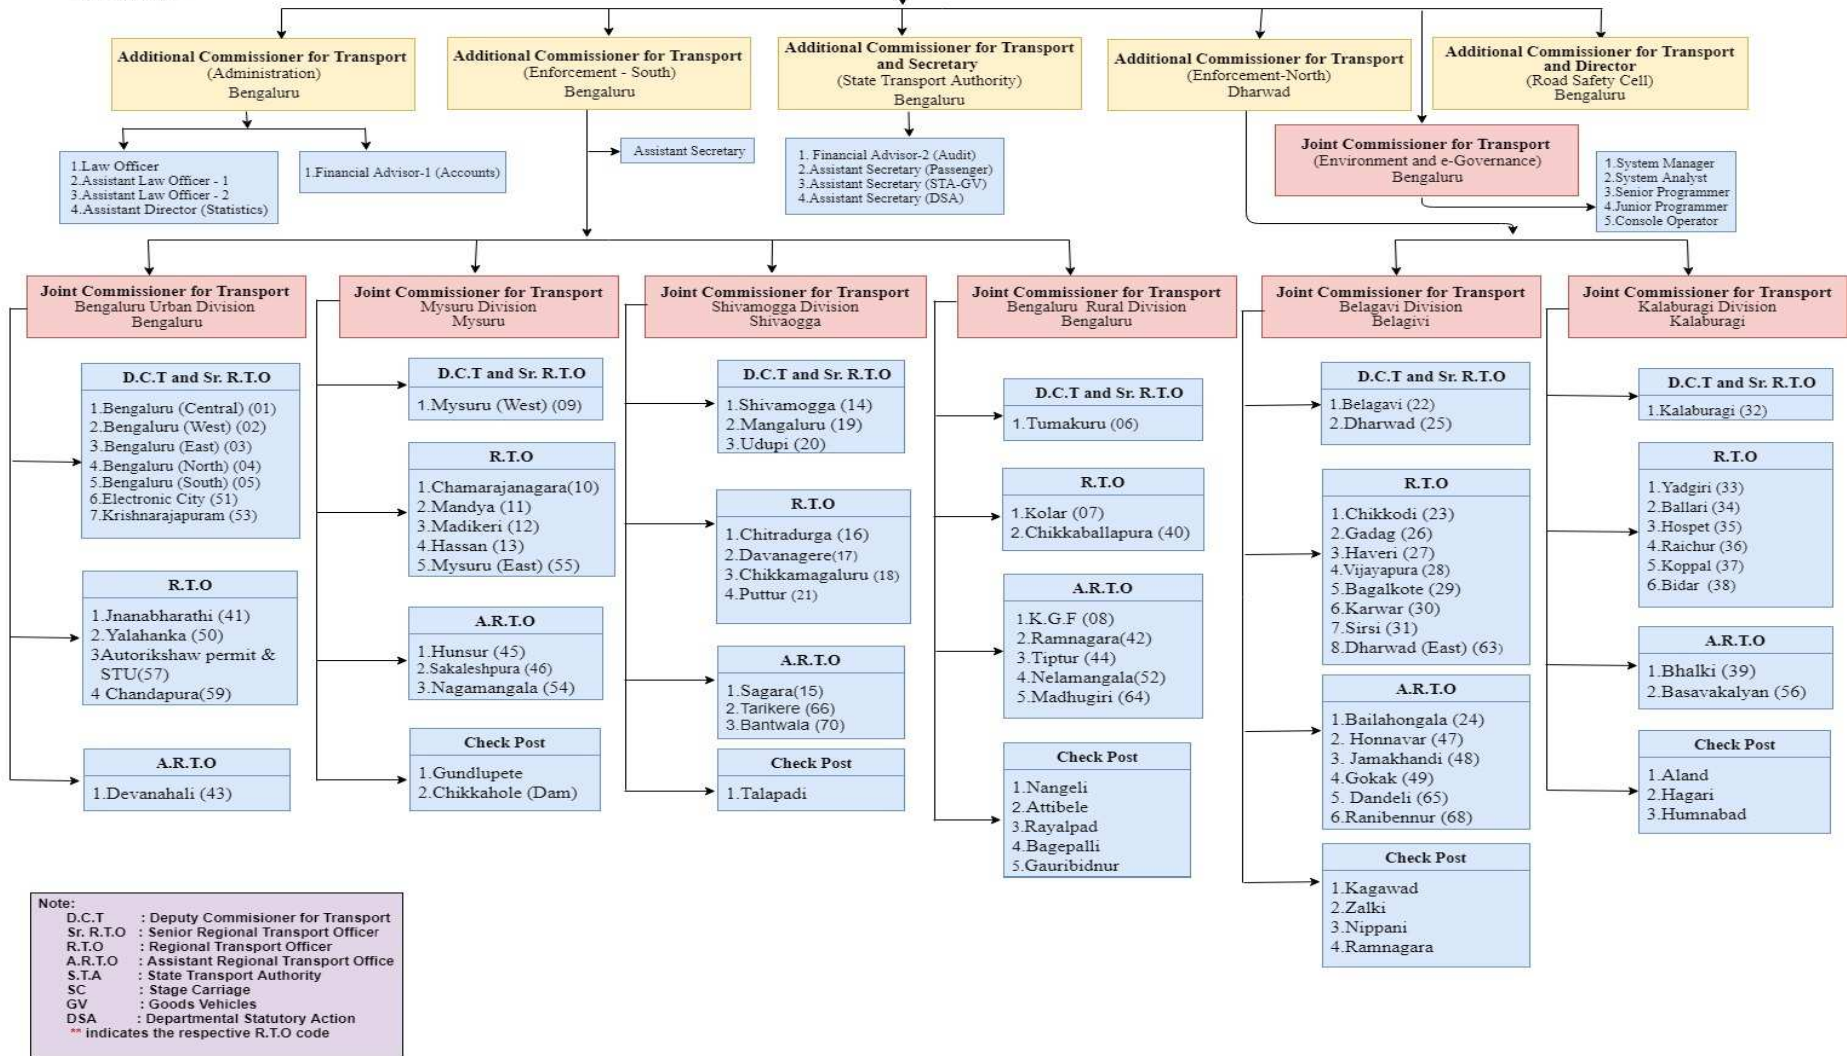 Additional Commissioner for Transport
(Administration)
Bengaluru
Additional Commissioner for Transport
(Enforcement - South)
Bengaluru
Additional Commissioner for Transport
and Secretary
(State Transport Authority)
Bengaluru
Additional Commissioner for Transport
(Enforcement-North)
Dharwad
Additional Commissioner for Transport
and Director
(Road Safety Cell)
Bengaluru
1.Law Officer
2.Assistant Law Officer - 1
3.Assistant Law Officer - 2
4.Assistant Director (Statistics)
1.Financial Advisor-1 (Accounts)
Assistant Secretary
1. Financial Advisor-2 (Audit)
2.Assistant Secretary (Passenger)
3.Assistant Secretary (STA-GV)
4.Assistant Secretary (DSA)
Joint Commissioner for Transport
(Environment and e-Governance)
Bengaluru
1.System Manager
2.System Analyst
3.Senior Programmer
4.Junior Programmer
5.Console Operator
Joint Commissioner for Transport
Bengaluru Urban Division
Bengaluru
D.C.T and Sr. R.T.O
1.Bengaluru (Central) (01)
2.Bengaluru (West) (02)
3.Bengaluru (East) (03)
4.Bengaluru (North) (04)
5.Bengaluru (South) (05)
6.Electronic City (51)
7.Krishnarajapuram (53)
R.T.O
1.Jnanabharathi (41)
2.Yalahanka (50)
3Autorikshaw permit &
STU(57)
4 Chandapura(59)
A.R.T.O
1.Devanahali (43)
Joint Commissioner for Transport
Mysuru Division
Mysuru
D.C.T and Sr. R.T.O
1.Mysuru (West) (09)
R.T.O
1.Chamarajanagara(10)
2.Mandya (11)
3.Madikeri (12)
4.Hassan (13)
5.Mysuru (East) (55)
A.R.T.O
1.Hunsur (45)
2.Sakaleshpura (46)
3.Nagamangala (54)
Check Post
1.Gundlupete
2.Chikkahole (Dam)
Joint Commissioner for Transport
Shivamogga Division
Shivaogga
D.C.T and Sr. R.T.O
1.Shivamogga (14)
2.Mangaluru (19)
3.Udupi (20)
R.T.O
1.Chitradurga (16)
2.Davanagere(17)
3.Chikkamagaluru (18)
4.Puttur (21)
A.R.T.O
1.Sagara(15)
2.Tarikere (66)
3.Bantwala (70)
Check Post
1.Talapadi
Joint Commissioner for Transport
Bengaluru Rural Division
Bengaluru
D.C.T and Sr. R.T.O
1.Tumakuru (06)
R.T.O
1.Kolar (07)
2.Chikkaballapura (40)
A.R.T.O
1.K.G.F (08)
2.Ramnagara(42)
3.Tiptur (44)
4.Nelamangala(52)
5.Madhugiri (64)
Check Post
1.Nangeli
2.Attibele
3.Rayalpad
4.Bagepalli
5.Gauribidnur
Joint Commissioner for Transport
Belagavi Division
Belagivi
D.C.T and Sr. R.T.O
1.Belagavi (22)
2.Dharwad (25)
R.T.O
1.Chikkodi (23)
2.Gadag (26)
3.Haveri (27)
4.Vijayapura (28)
5.Bagalkote (29)
6.Karwar (30)
7.Sirsi (31)
8.Dharwad (East) (63)
A.R.T.O
1.Bailahongala (24)
2. Honnavar (47)
3. Jamakhandi (48)
4.Gokak (49)
5. Dandeli (65)
6.Ranibennur (68)
Check Post
1.Kagawad
2.Zalki
3.Nippani
4.Ramnagara
Joint Commissioner for Transport
Kalaburagi Division
Kalaburagi
D.C.T and Sr. R.T.O
1.Kalaburagi (32)
R.T.O
1.Yadgiri (33)
2.Ballari (34)
3.Hospet (35)
4.Raichur (36)
5.Koppal (37)
6.Bidar (38)
A.R.T.O
1.Bhalki (39)
2.Basavakalyan (56)
Check Post
1.Aland
2.Hagari
3.Humnabad
Note:
D.C.T : Deputy Commisioner for Transport
Sr. R.T.O : Senior Regional Transport Officer
R.T.O : Regional Transport Officer
A.R.T.O : Assistant Regional Transport Office
S.T.A : State Transport Authority
SC : Stage Carriage
GV : Goods Vehicles
DSA : Departmental Statutory Action
** indicates the respective R.T.O code